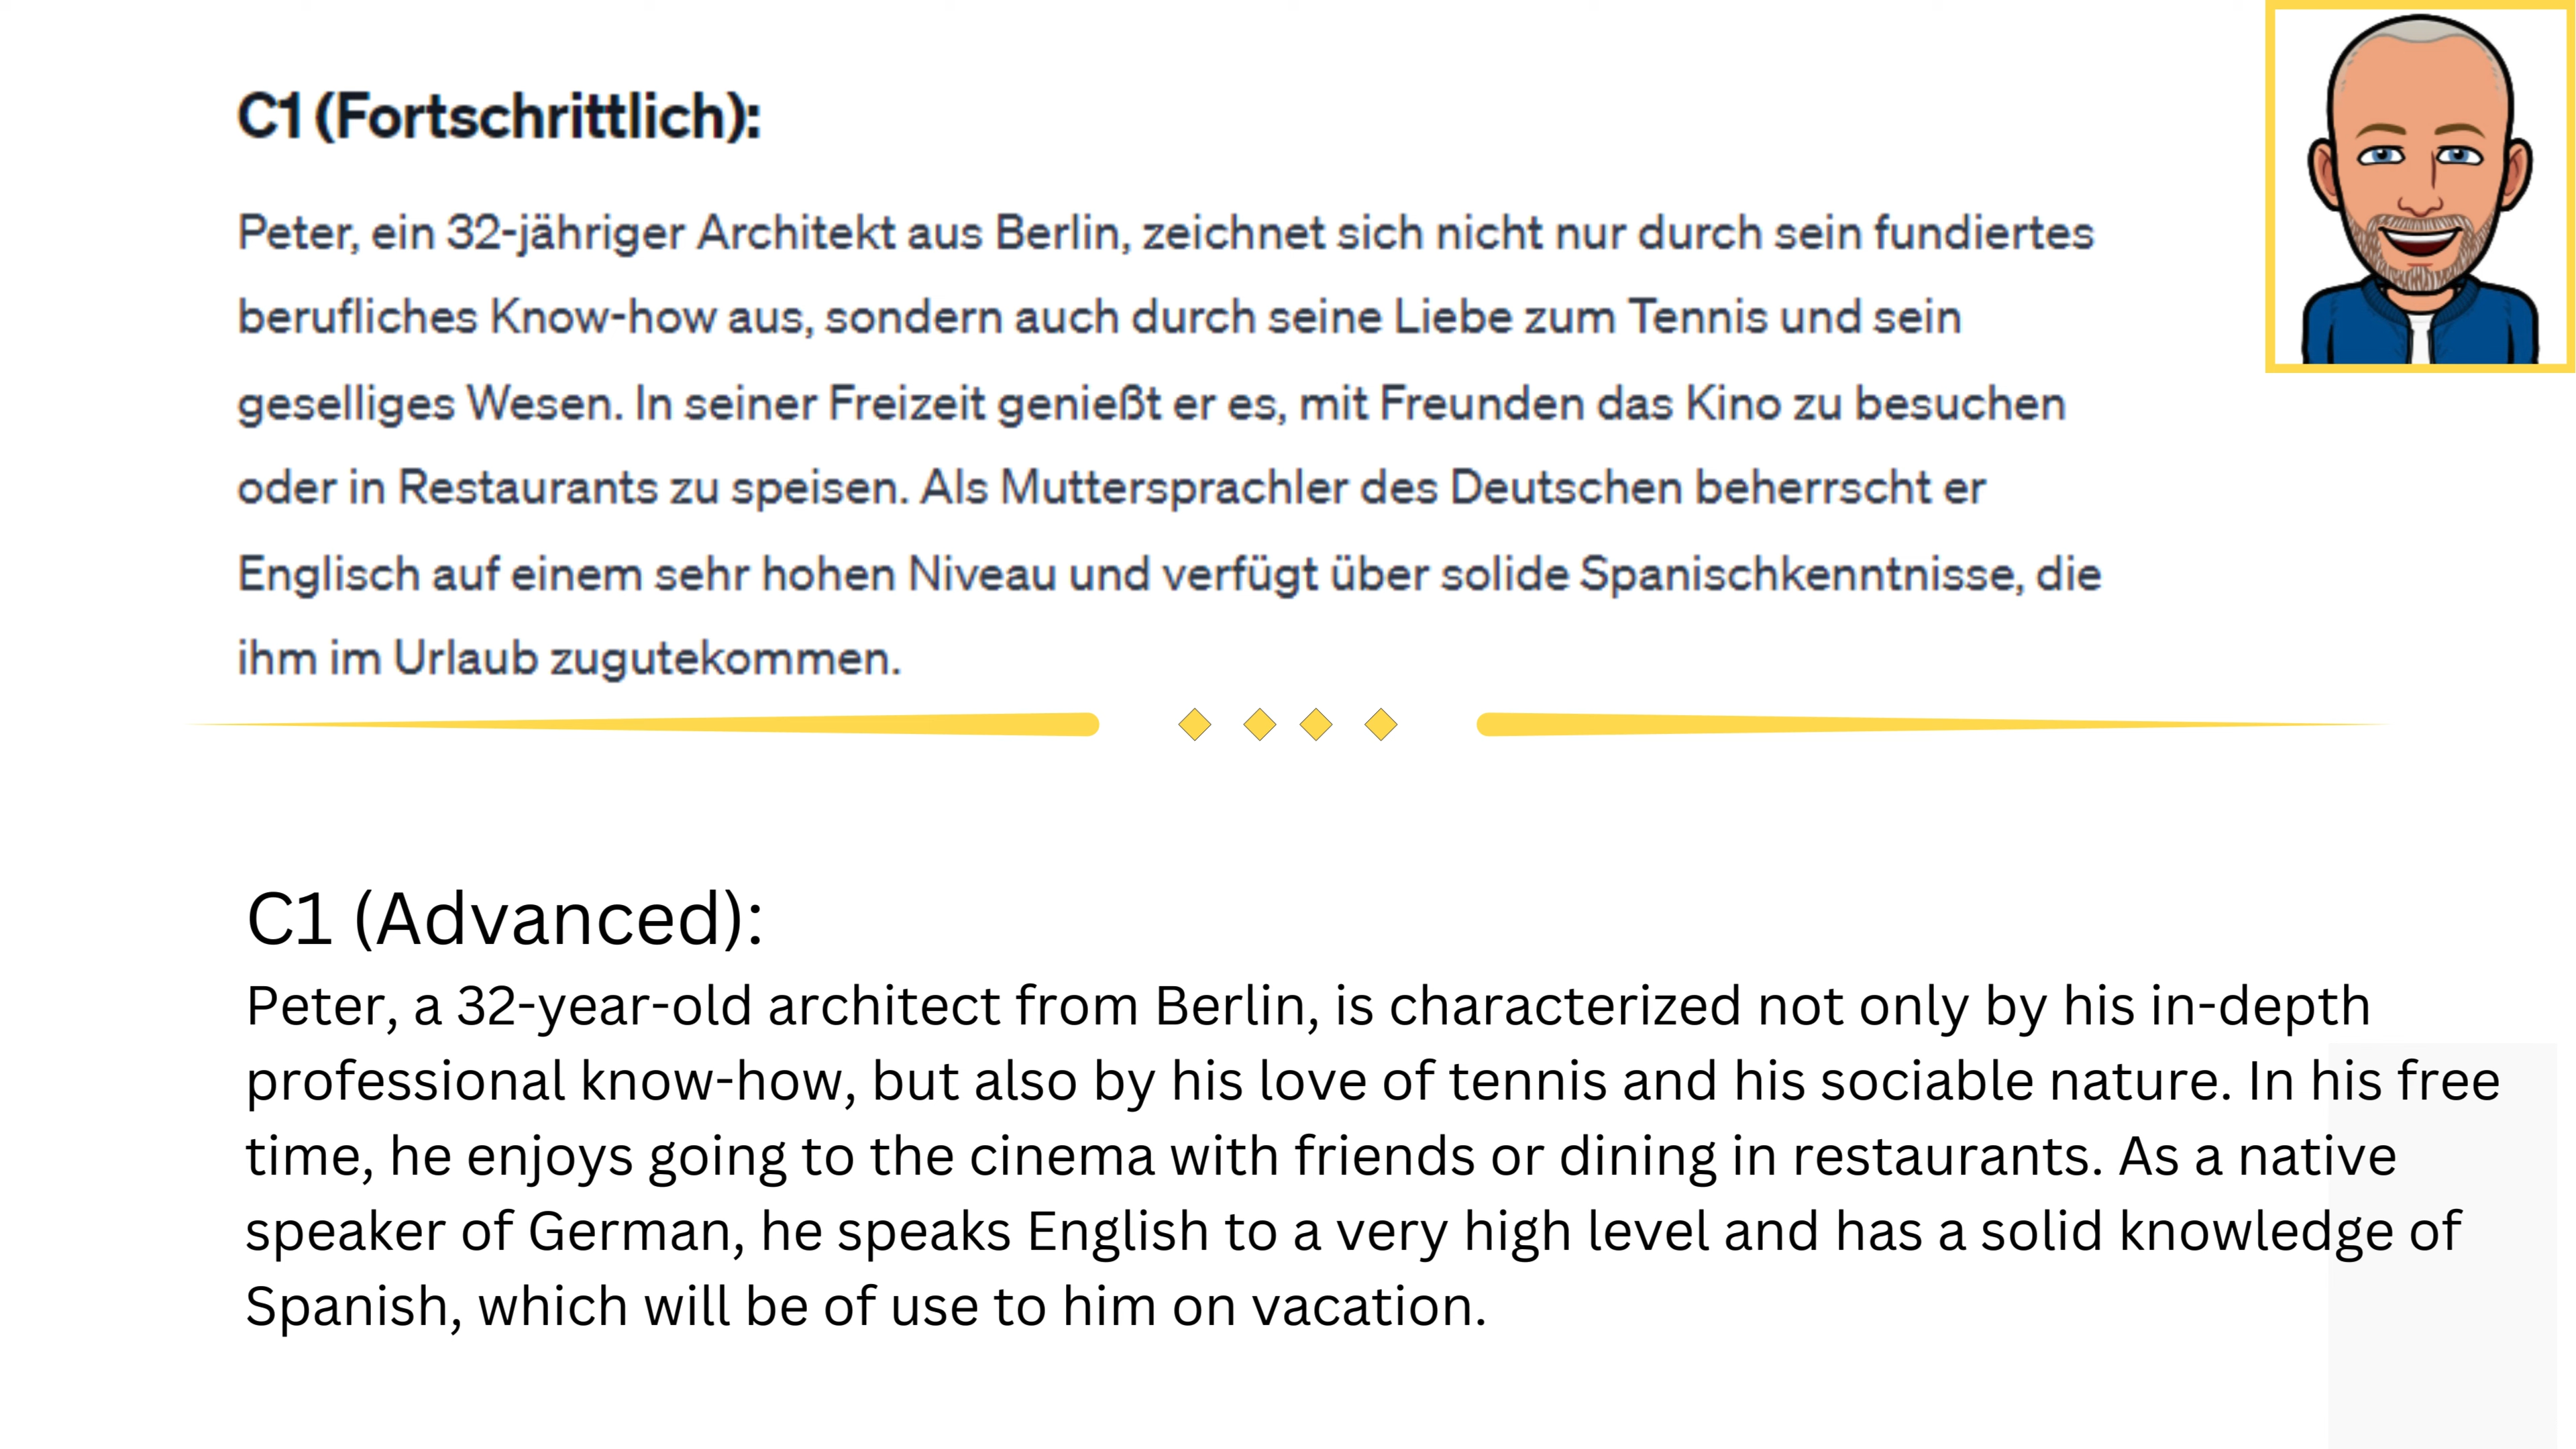 C1 (Fortschrittlich):
Peter, ein 32-jähriger Architekt aus Berlin, zeichnet sich nicht nur durch sein fundiertes
berufliches Know-how aus, sondern auch durch seine Liebe zum Tennis und sein
geselliges Wesen. In seiner Freizeit genießt er es, mit Freunden das Kino zu besuchen
oder in Restaurants zu speisen. Als Muttersprachler des Deutschen beherrscht er
Englisch auf einem sehr hohen Niveau und verfügt über solide Spanischkenntnisse, die
ihm im Urlaub zugutekommen.
C1 (Advanced):
Peter, a 32-year-old architect from Berlin, is characterized not only by his in-depth
professional know-how, but also by his love of tennis and his sociable nature. In his free
time, he enjoys going to the cinema with friends or dining in restaurants. As a native
speaker of German, he speaks English to a very high level and has a solid knowledge of
Spanish, which will be of use to him on vacation.